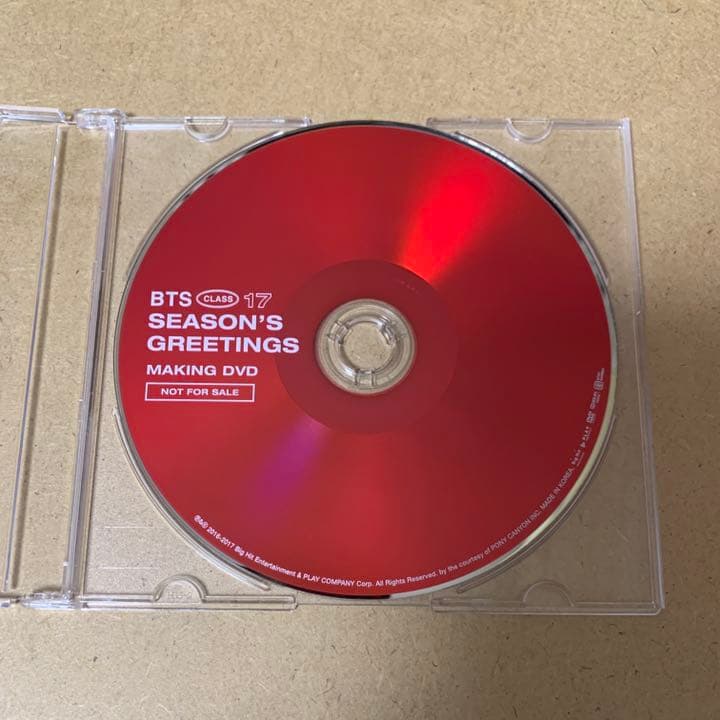 BTS CLASS 17
SEASON'S
GREETINGS
MAKING DVD
NOT FOR SALE
℗&© 2016-2017 Big Hit Entertainment & PLAY COMPANY Corp. All Rights Reserved. by the courtesy of PONY CANYON INC. MADE IN KOREA.